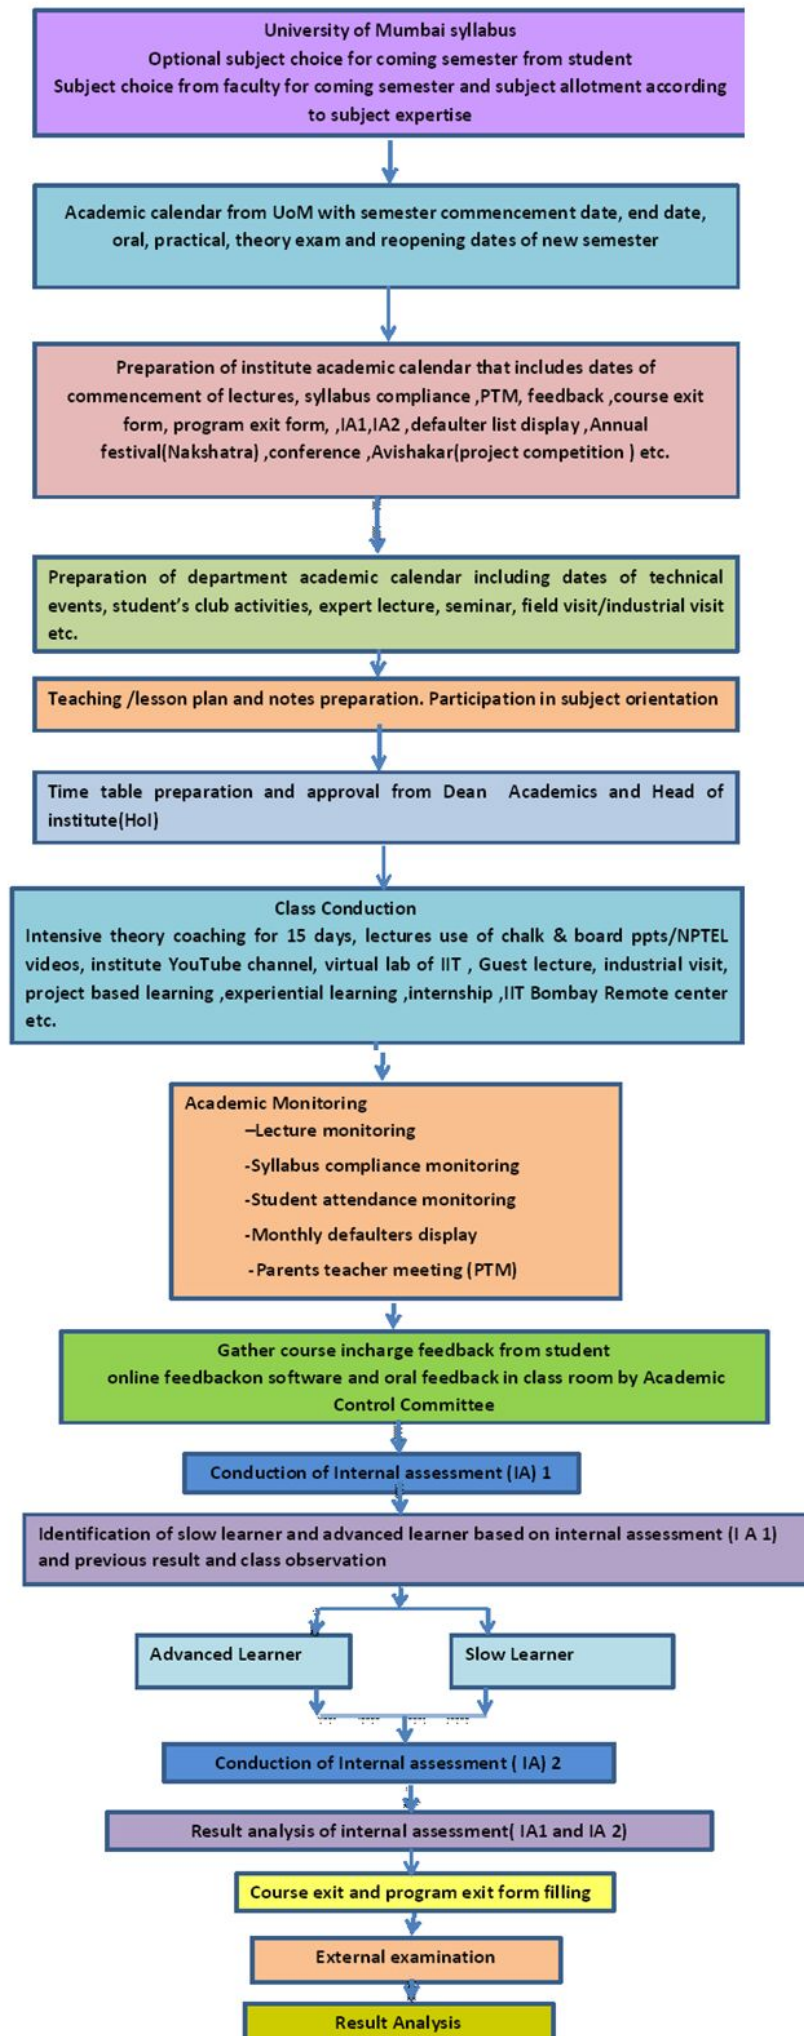 University of Mumbai syllabus
Optional subject choice for coming semester from student
Subject choice from faculty for coming semester and subject allotment according
to subject expertise
Academic calendar from UoM with semester commencement date, end date,
oral, practical, theory exam and reopening dates of new semester
Preparation of institute academic calendar that includes dates of
commencement of lectures, syllabus compliance ,PTM, feedback ,course exit
form, program exit form, ,IA1,IA2 ,defaulter list display ,Annual
festival(Nakshatra) ,conference ,Avishakar(project competition ) etc.
Preparation of department academic calendar including dates of technical
events, student's club activities, expert lecture, seminar, field visit/industrial visit
etc.
Teaching /lesson plan and notes preparation. Participation in subject orientation
Time table preparation and approval from Dean Academics and Head of
institute(HoI)
Class Conduction
Intensive theory coaching for 15 days, lectures use of chalk & board ppts/NPTEL
videos, institute YouTube channel, virtual lab of IIT , Guest lecture, industrial visit,
project based learning ,experiential learning ,internship ,IIT Bombay Remote center
etc.
Academic Monitoring
–Lecture monitoring
-Syllabus compliance monitoring
-Student attendance monitoring
-Monthly defaulters display
-Parents teacher meeting (PTM)
Gather course incharge feedback from student
online feedbackon software and oral feedback in class room by Academic
Control Committee
Conduction of Internal assessment (IA) 1
Identification of slow learner and advanced learner based on internal assessment (I A 1)
and previous result and class observation
Advanced Learner
Slow Learner
Conduction of Internal assessment ( IA) 2
Result analysis of internal assessment( IA1 and IA 2)
Course exit and program exit form filling
External examination
Result Analysis